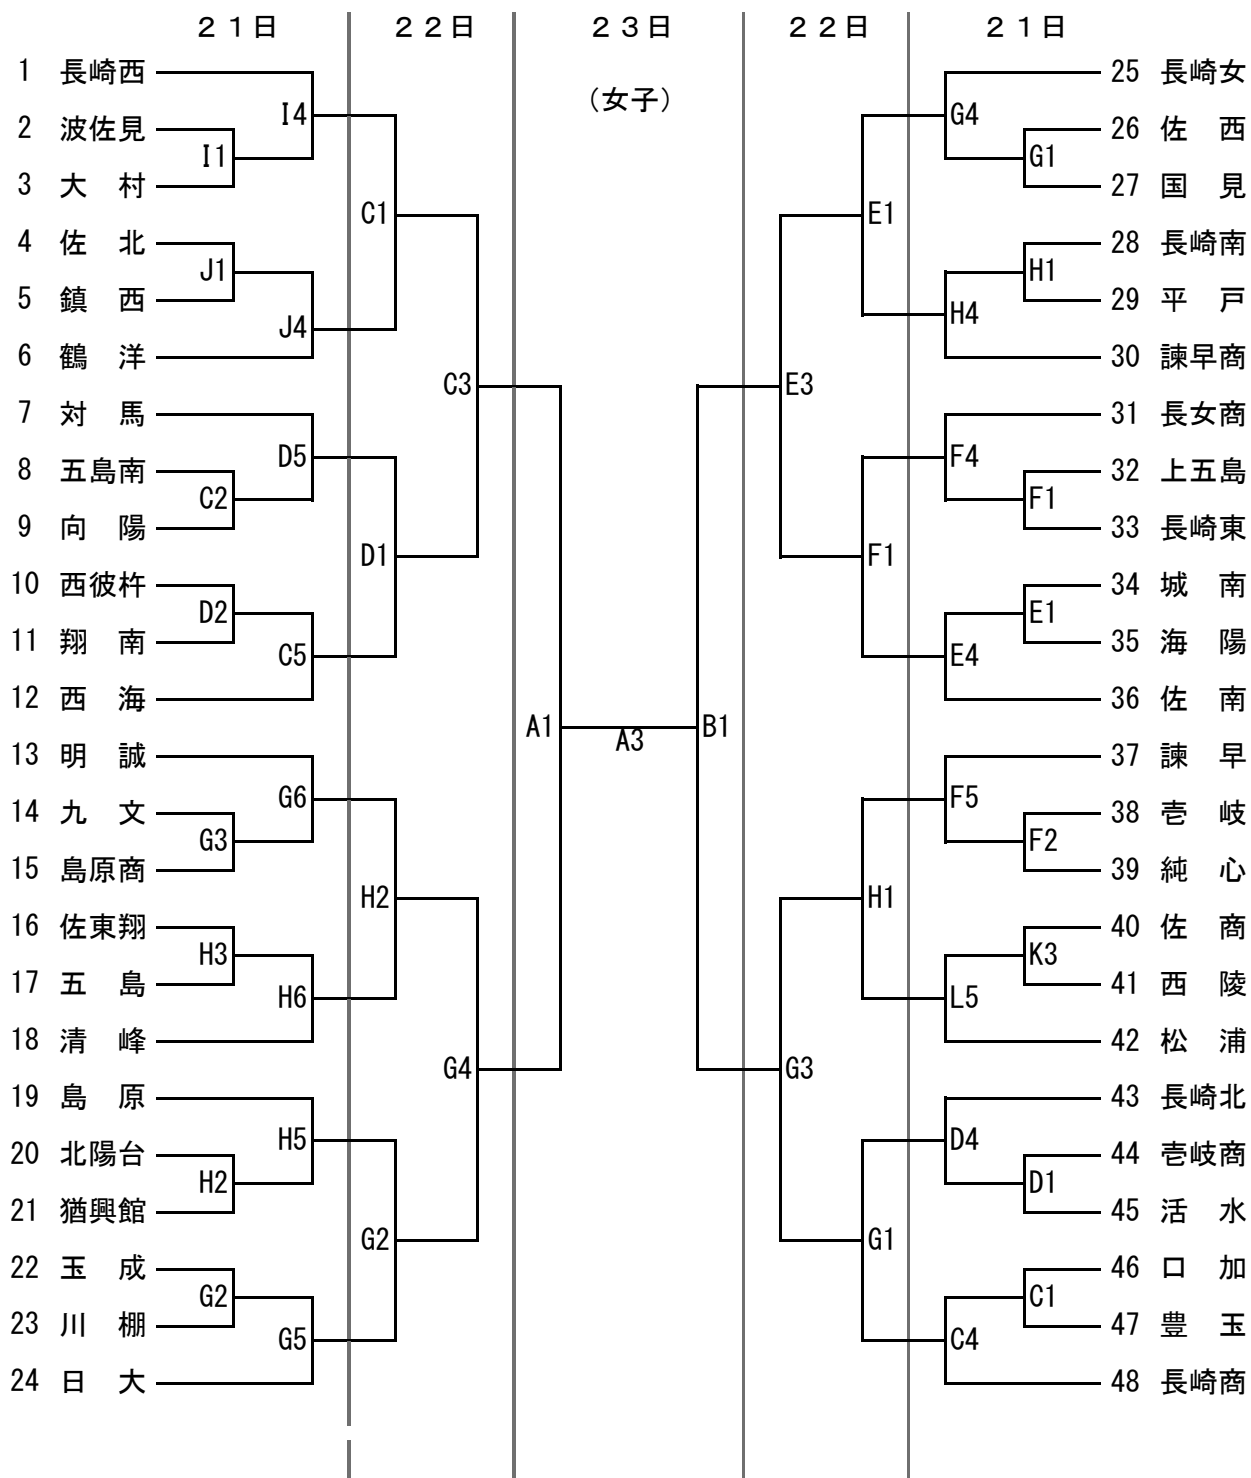 ２１日 ２２日 ２３日 ２２日 ２１日
（女子）
1 長崎西
2 波佐見
3 大　村
4 佐　北
5 鎮　西
6 鶴　洋
7 対　馬
8 五島南
9 向　陽
10 西彼杵
11 翔　南
12 西　海
13 明　誠
14 九　文
15 島原商
16 佐東翔
17 五　島
18 清　峰
19 島　原
20 北陽台
21 猶興館
22 玉　成
23 川　棚
24 日　大
I1
J1
C2
D2
G3
H3
H2
G2
I4
J4
D5
C5
G6
H6
H5
G5
C1
D1
H2
G2
C3
G4
A1
A3
B1
E3
G3
E1
F1
H1
G1
G4
H4
F4
E4
F5
L5
D4
C4
G1
H1
F1
E1
F2
K3
D1
C1
25 長崎女
26 佐　西
27 国　見
28 長崎南
29 平　戸
30 諫早商
31 長女商
32 上五島
33 長崎東
34 城　南
35 海　陽
36 佐　南
37 諫　早
38 壱　岐
39 純　心
40 佐　商
41 西　陵
42 松　浦
43 長崎北
44 壱岐商
45 活　水
46 口　加
47 豊　玉
48 長崎商